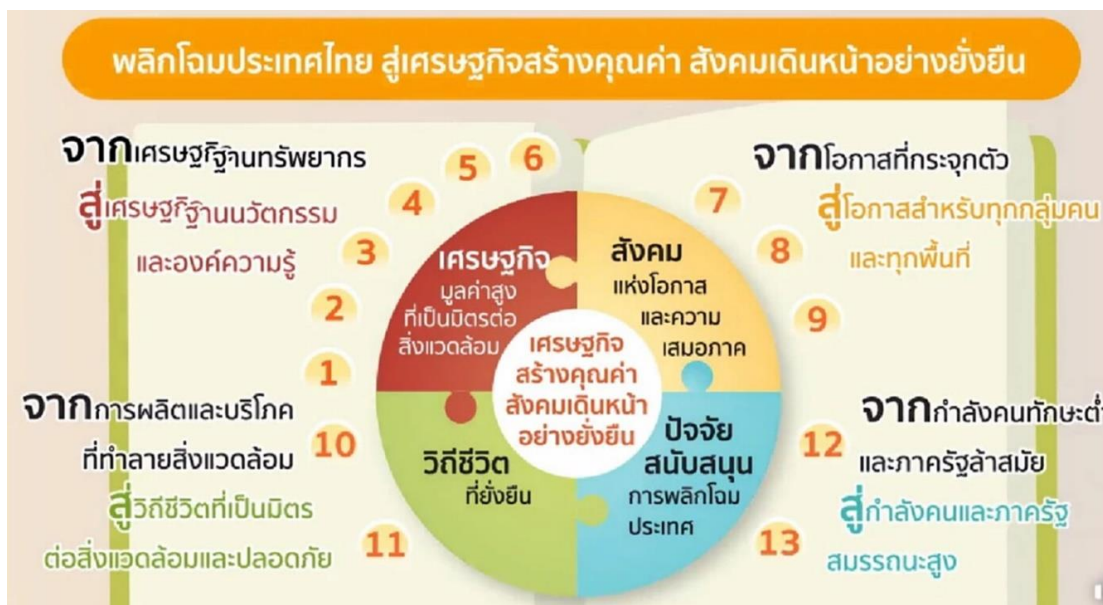 พลิกโฉมประเทศไทย สู่เศรษฐกิจสร้างคุณค่า สังคมเดินหน้าอย่างยั่งยืน
จากเศรษฐกิจฐานทรัพยากร
สู่เศรษฐกิจฐานนวัตกรรม
และองค์ความรู้
1
2
3
4
5
6
เศรษฐกิจ
มูลค่าสูง
ที่เป็นมิตรต่อ
สิ่งแวดล้อม
จากโอกาสที่กระจุกตัว
สู่โอกาสสำหรับทุกกลุ่มคน
และทุกพื้นที่
7
8
9
สังคม
แห่งโอกาส
และความ
เสมอภาค
เศรษฐกิจ
สร้างคุณค่า
สังคมเดินหน้า
อย่างยั่งยืน
จากการผลิตและบริโภค
ที่ทำลายสิ่งแวดล้อม
สู่วิถีชีวิตที่เป็นมิตร
ต่อสิ่งแวดล้อมและปลอดภัย
10
11
วิถีชีวิต
ที่ยั่งยืน
ปัจจัย
สนับสนุน
การพลิกโฉม
ประเทศ
12
13
จากกำลังคนทักษะต่ำ
และภาครัฐล้าสมัย
สู่กำลังคนและภาครัฐ
สมรรถนะสูง